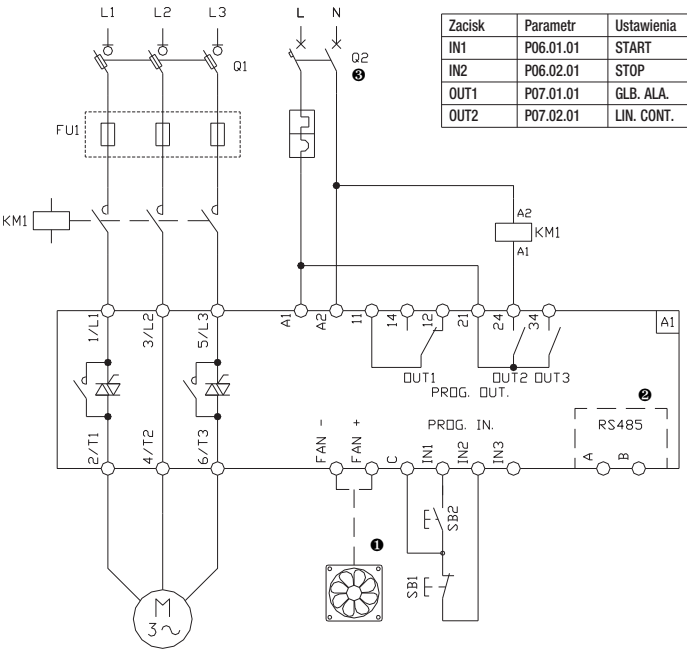 L1 L2 L3 L N
Zacisk Parametr Ustawienia
IN1 P06.01.01 START
IN2 P06.02.01 STOP
OUT1 P07.01.01 GLB. ALA.
OUT2 P07.02.01 LIN. CONT.
Q1
Q2
❸
FU1
KM1
A2
KM1
A1
1/L1 3/L2 5/L3 A1 A2 11 14 12 21 24 34
A1
OUT1 OUT2 OUT3
PROG. OUT.
❷
PROG. IN.
RS485
2/T1 4/T2 6/T3 FAN - FAN + C IN1 IN2 IN3 A B
SB2
❶
SB1
M
3~